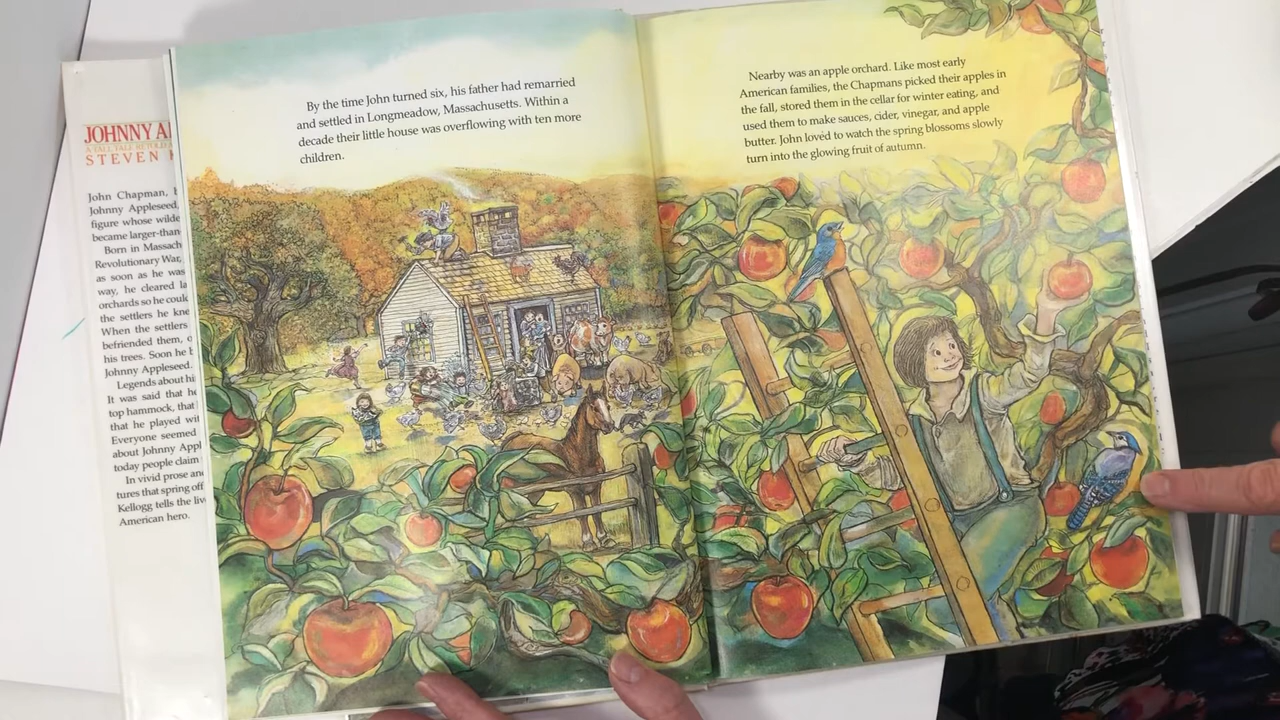 JOHNNY A
A TALL TALE RETOLD A
STEVEN K
John Chapman, b
Johnny Appleseed,
figure whose wilde
became larger-than
Born in Massach
Revolutionary War,
as soon as he was
way, he cleared la
orchards so he coul
the settlers he kne
When the settlers
befriended them, o
his trees. Soon he b
Johnny Appleseed.
Legends about hi
It was said that he
top hammock, that
that he played wi
Everyone seemed
about Johnny Appl
today people claim
In vivid prose and
tures that spring off
Kellogg tells the liv
American hero.
By the time John turned six, his father had remarried
and settled in Longmeadow, Massachusetts. Within a
decade their little house was overflowing with ten more
children.
Nearby was an apple orchard. Like most early
American families, the Chapmans picked their apples in
the fall, stored them in the cellar for winter eating, and
used them to make sauces, cider, vinegar, and apple
butter. John loved to watch the spring blossoms slowly
turn into the glowing fruit of autumn.